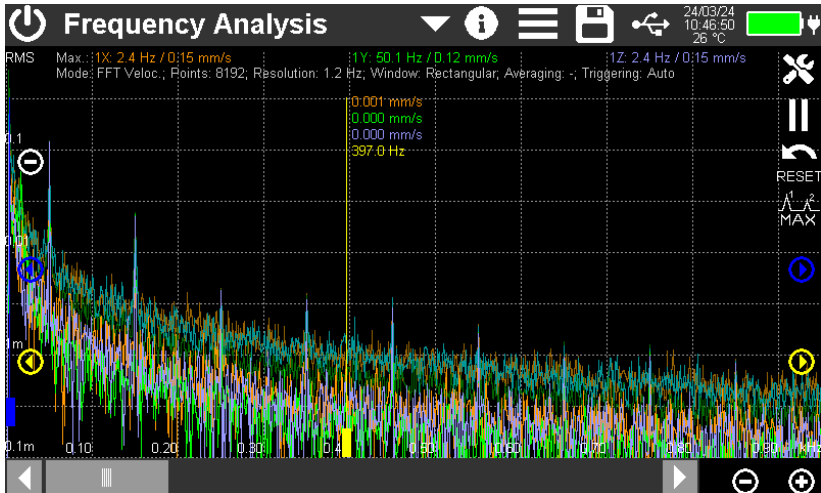 Frequency Analysis
24/03/24
10:46:50
26 °C
RMS Max.: 1X: 2.4 Hz / 0.15 mm/s 1Y: 50.1 Hz / 0.12 mm/s 1Z: 2.4 Hz / 0.15 mm/s
Mode: FFT Veloc.; Points: 8192; Resolution: 1.2 Hz; Window: Rectangular; Averaging: -; Triggering: Auto
0.001 mm/s
0.000 mm/s
0.000 mm/s
397.0 Hz
0.1
RESET
1 2
MAX
0.01
1m
0.1m 0.10 0.20 0.30 0.4 0.50 0.60 0.70 0.80 0.90 kHz